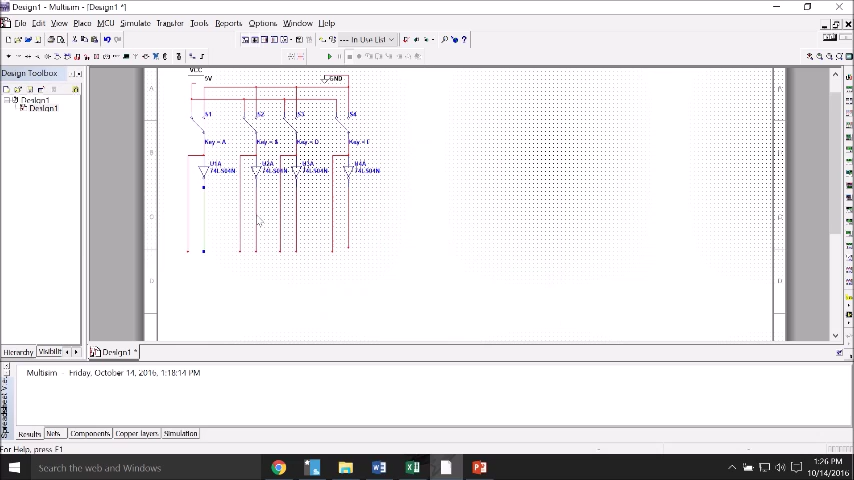 Design1 - Multisim - [Design1 *]
File Edit View Place MCU Simulate Transfer Tools Reports Options Window Help
--- In Use List ---
Design Toolbox
Design1
Design1
A
A
B
B
C
C
D
D
VCC
5V
GND
S1
S2
S3
S4
Key = A
Key = D
U1A
74LS04N
U2A
74LS04N
74LS04N
U4A
74LS04N
Hierarchy Visibilit
Design1 *
Multisim - Friday, October 14, 2016, 1:18:14 PM
Spreadsheet Vi
Results Nets Components Copper layers Simulation
For Help, press F1
Search the web and Windows
1:26 PM
10/14/2016